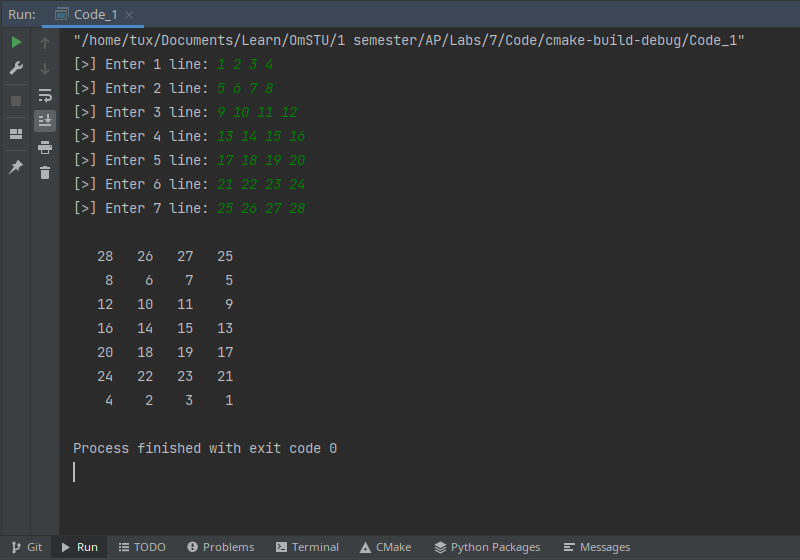 Run: Code_1
"/home/tux/Documents/Learn/OmSTU/1 semester/AP/Labs/7/Code/cmake-build-debug/Code_1"
[>] Enter 1 line: 1 2 3 4
[>] Enter 2 line: 5 6 7 8
[>] Enter 3 line: 9 10 11 12
[>] Enter 4 line: 13 14 15 16
[>] Enter 5 line: 17 18 19 20
[>] Enter 6 line: 21 22 23 24
[>] Enter 7 line: 25 26 27 28
28 26 27 25
8 6 7 5
12 10 11 9
16 14 15 13
20 18 19 17
24 22 23 21
4 2 3 1
Process finished with exit code 0
Git Run TODO Problems Terminal CMake Python Packages Messages